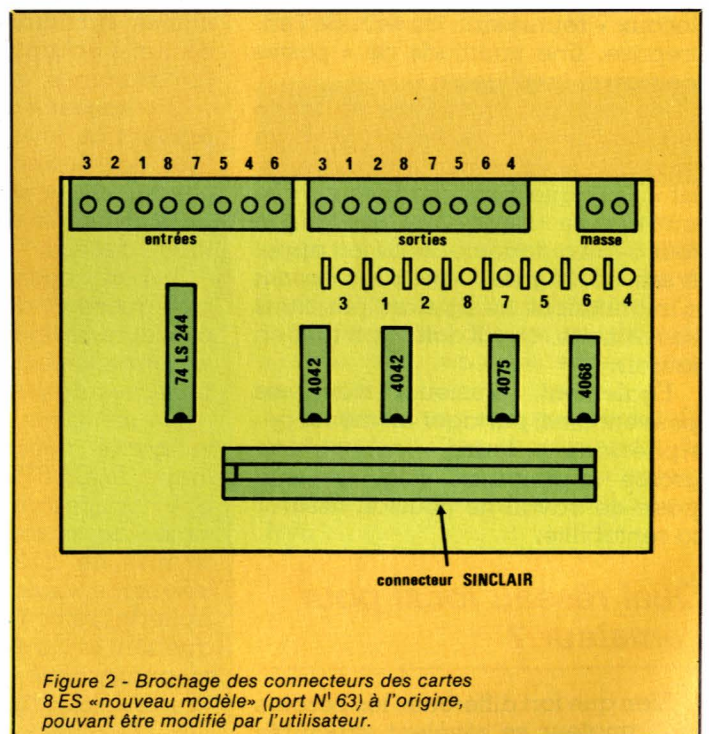 3 2 1 8 7 5 4 6 3 1 2 8 7 5 6 4
entrées sorties masse
3 1 2 8 7 5 6 4
74 LS 244 4042 4042 4075 4068
connecteur SINCLAIR
Figure 2 - Brochage des connecteurs des cartes
8 ES «nouveau modèle» (port N' 63) à l'origine,
pouvant être modifié par l'utilisateur.